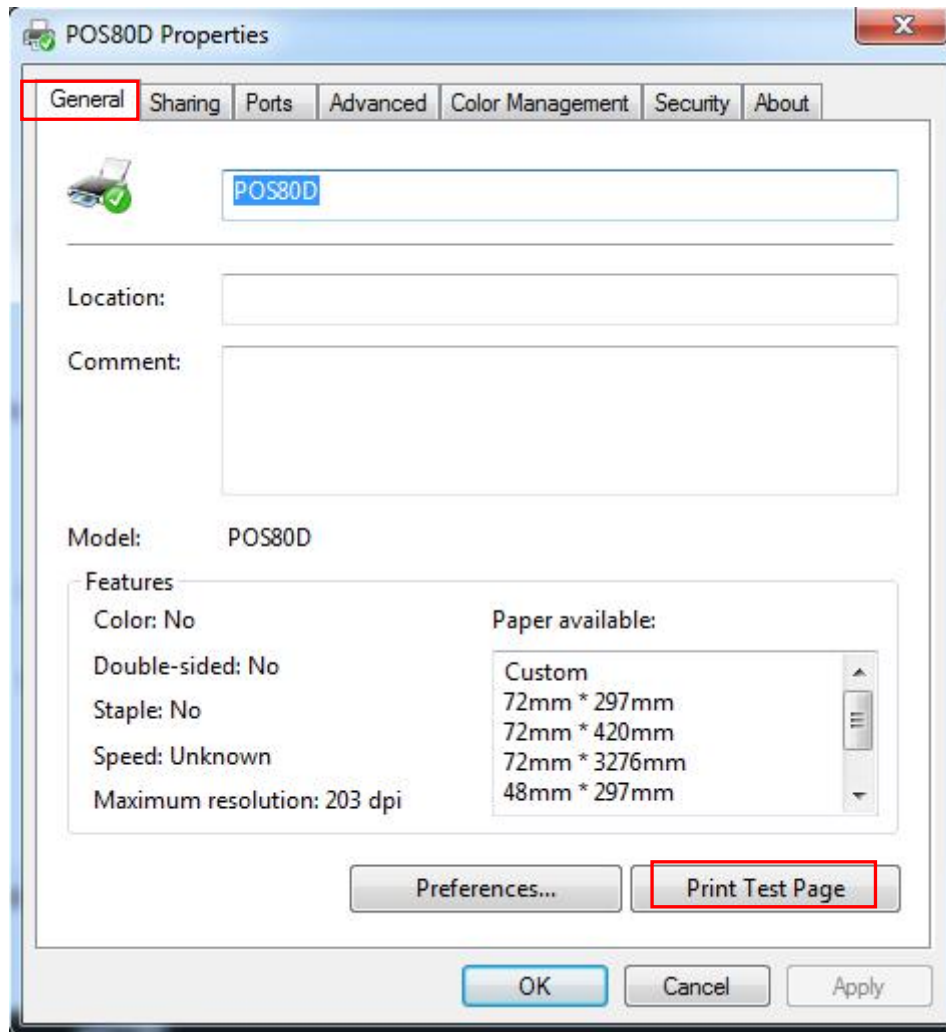 POS80D Properties
General Sharing Ports Advanced Color Management Security About
POS80D
Location:
Comment:
Model: POS80D
Features
Color: No
Double-sided: No
Staple: No
Speed: Unknown
Maximum resolution: 203 dpi
Paper available:
Custom
72mm * 297mm
72mm * 420mm
72mm * 3276mm
48mm * 297mm
Preferences... Print Test Page
OK Cancel Apply